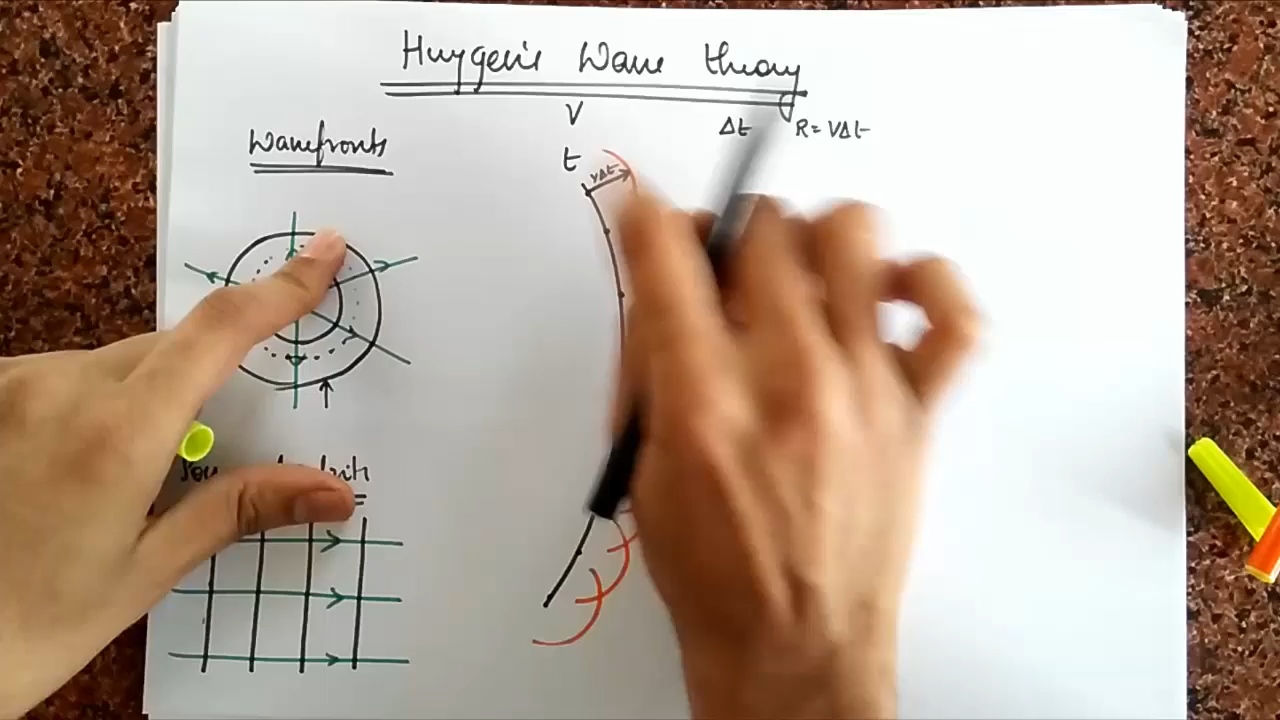 Huygen's Wave theory
Wavefronts
V
t
Δt
R = VΔt
VΔt